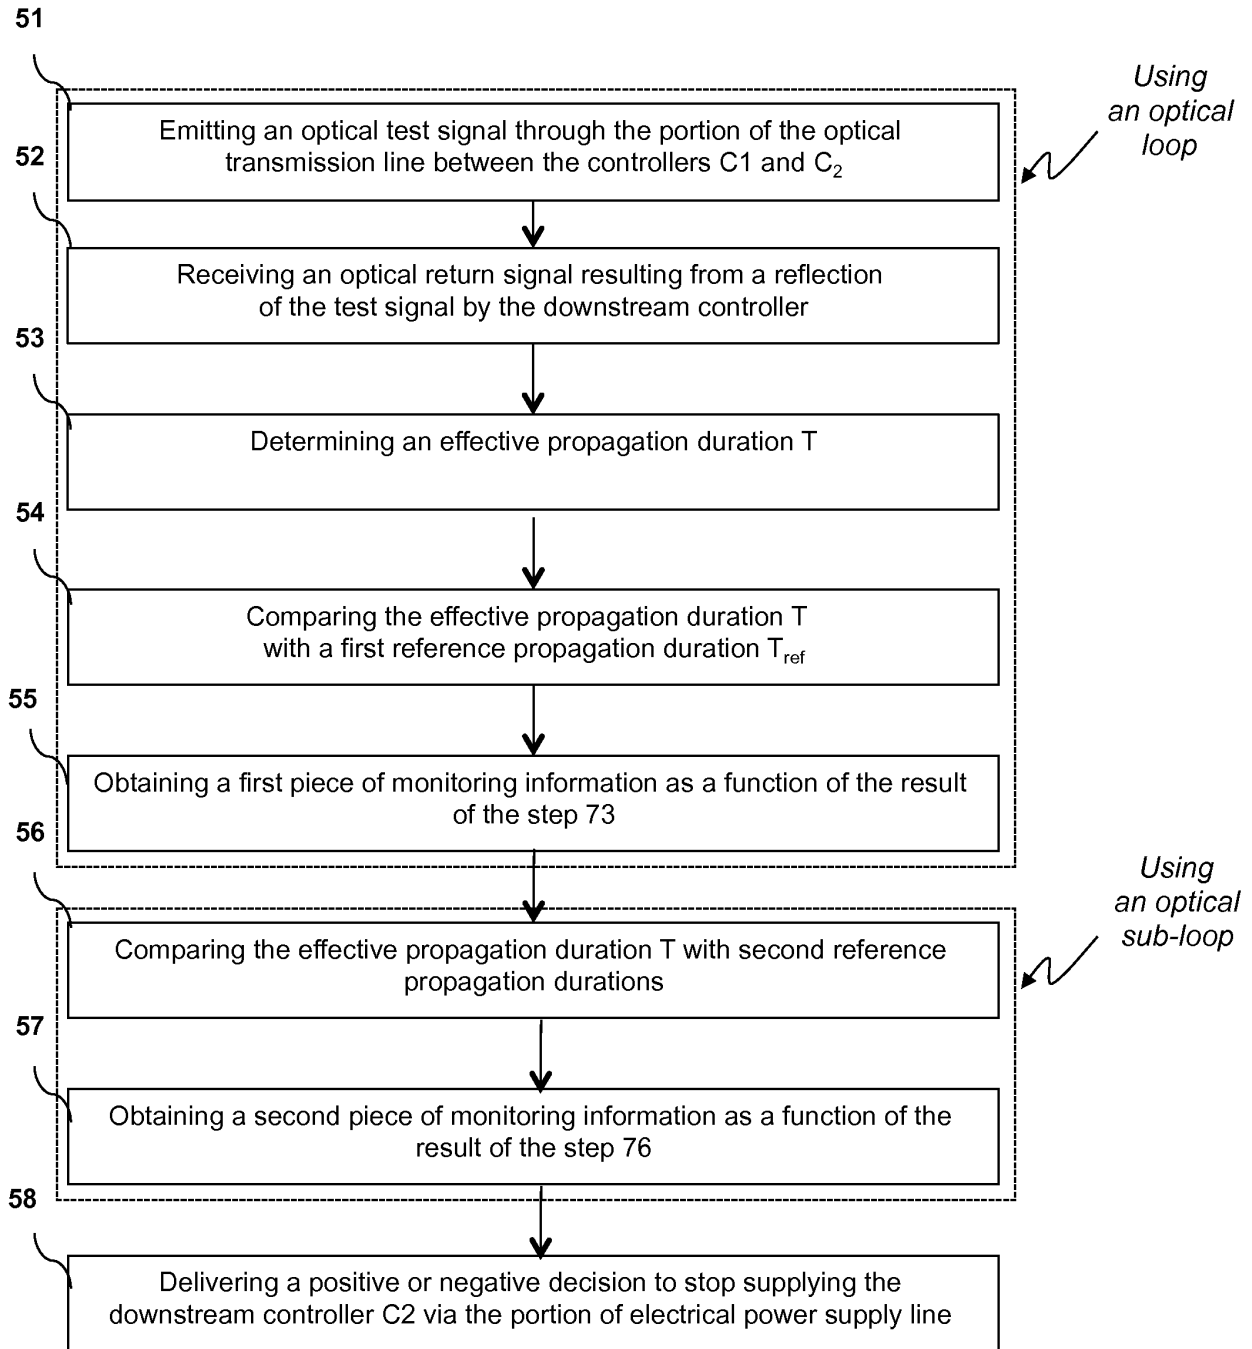 51
Using
an optical
loop
Emitting an optical test signal through the portion of the optical
transmission line between the controllers C1 and C₂
52
Receiving an optical return signal resulting from a reflection
of the test signal by the downstream controller
53
Determining an effective propagation duration T
54
Comparing the effective propagation duration T
with a first reference propagation duration Tref
55
Obtaining a first piece of monitoring information as a function of the result
of the step 73
56
Using
an optical
sub-loop
Comparing the effective propagation duration T with second reference
propagation durations
57
Obtaining a second piece of monitoring information as a function of the
result of the step 76
58
Delivering a positive or negative decision to stop supplying the
downstream controller C2 via the portion of electrical power supply line